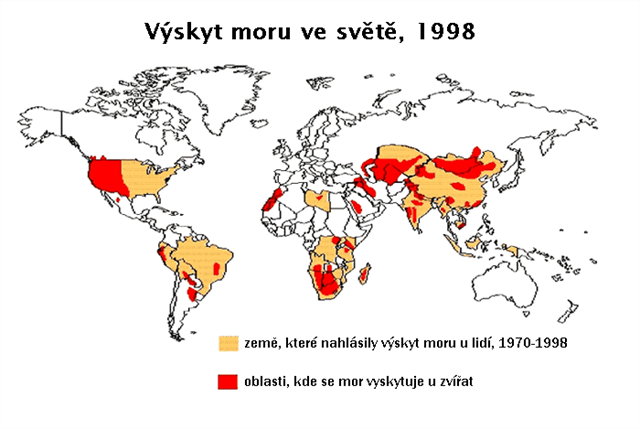 Výskyt moru ve světě, 1998
země, které nahlásily výskyt moru u lidí, 1970-1998
oblasti, kde se mor vyskytuje u zvířat